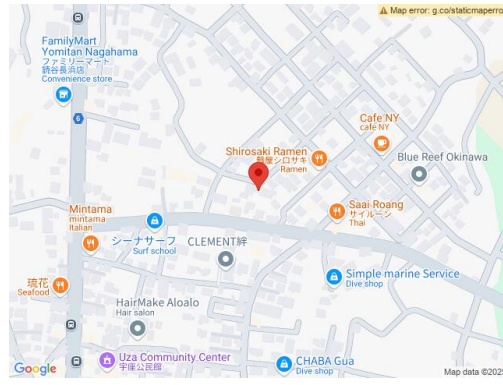 Map error: g.co/staticmaperro
FamilyMart
Yomitan Nagahama
ファミリーマート
読谷長浜店
Convenience store
6
Cafe NY
cafe NY
Shirosaki Ramen
麺屋シロサキ
Ramen
Blue Reef Okinawa
Mintama
mintama
Italian
Saai Roang
サイルーン
Thai
シーナサーフ
Surf school
CLEMENT絆
琉花
Seafood
Simple marine Service
Dive shop
HairMake Aloalo
Hair salon
Uza Community Center
宇座公民館
CHABA Gua
Dive shop
Google
Map data ©202